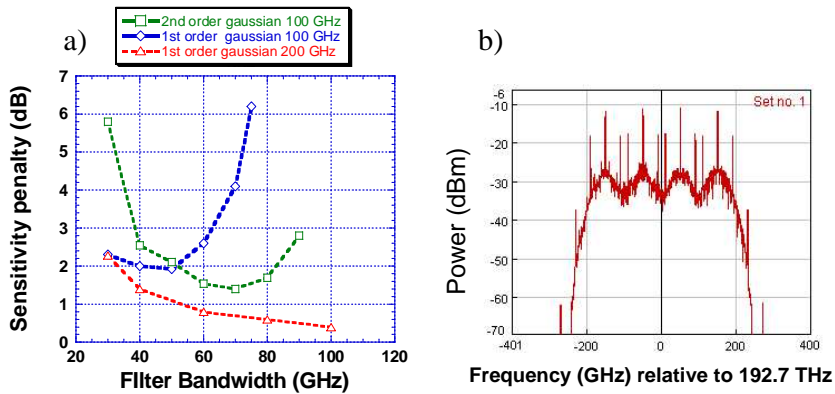 a)
2nd order gaussian 100 GHz
1st order gaussian 100 GHz
1st order gaussian 200 GHz
Sensitivity penalty (dB)
7
6
5
4
3
2
1
0
20 40 60 80 100 120
FIlter Bandwidth (GHz)
b)
Set no. 1
Power (dBm)
-6
-10
-20
-30
-40
-50
-60
-70
-401 -200 0 200 401
Frequency (GHz) relative to 192.7 THz